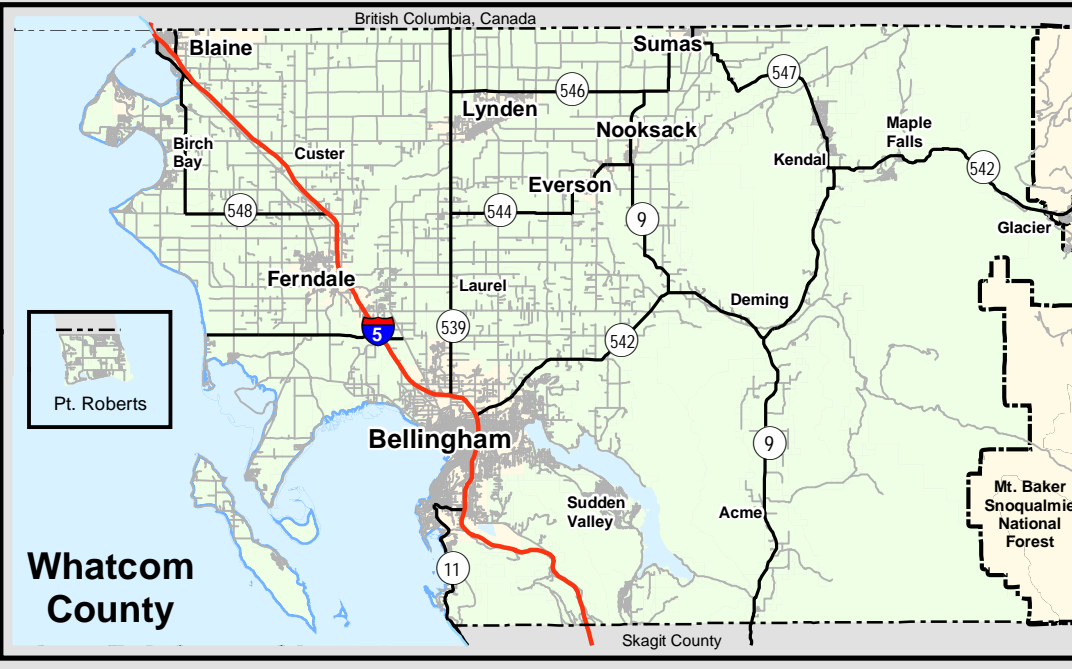 British Columbia, Canada
Blaine
Sumas
547
546
Lynden
Nooksack
Maple
Falls
Birch
Bay
Custer
Kendal
542
Everson
548
544
9
Glacier
Ferndale
Laurel
Deming
5
539
542
Pt. Roberts
Bellingham
9
Mt. Baker
Snoqualmie
National
Forest
Sudden
Valley
Acme
Whatcom
County
11
Skagit County